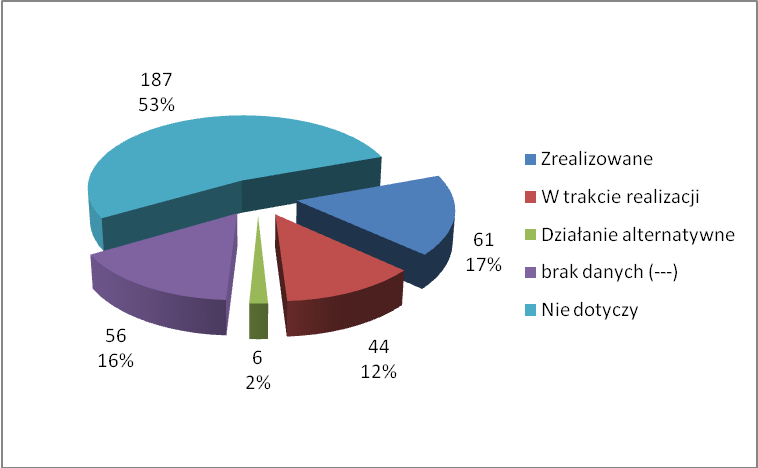 187
53%
61
17%
44
12%
6
2%
56
16%
Zrealizowane
W trakcie realizacji
Działanie alternatywne
brak danych (---)
Nie dotyczy